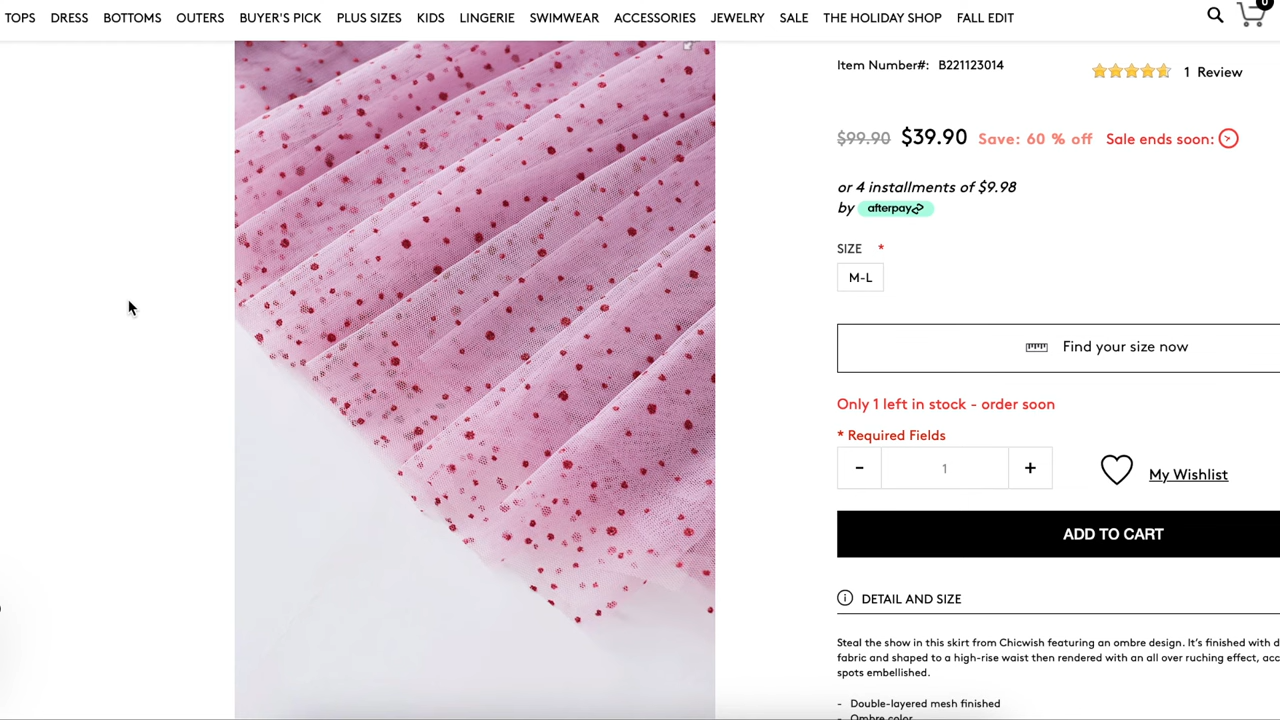 TOPS DRESS BOTTOMS OUTERS BUYER'S PICK PLUS SIZES KIDS LINGERIE SWIMWEAR ACCESSORIES JEWELRY SALE THE HOLIDAY SHOP FALL EDIT
0
Item Number#: B221123014
1 Review
$99.90 $39.90 Save: 60 % off Sale ends soon:
or 4 installments of $9.98
by afterpay
SIZE *
M-L
Find your size now
Only 1 left in stock - order soon
* Required Fields
- 1 +
My Wishlist
ADD TO CART
DETAIL AND SIZE
Steal the show in this skirt from Chicwish featuring an ombre design. It's finished with
fabric and shaped to a high-rise waist then rendered with an all over ruching effect,
spots embellished.
- Double-layered mesh finished
- Ombre color